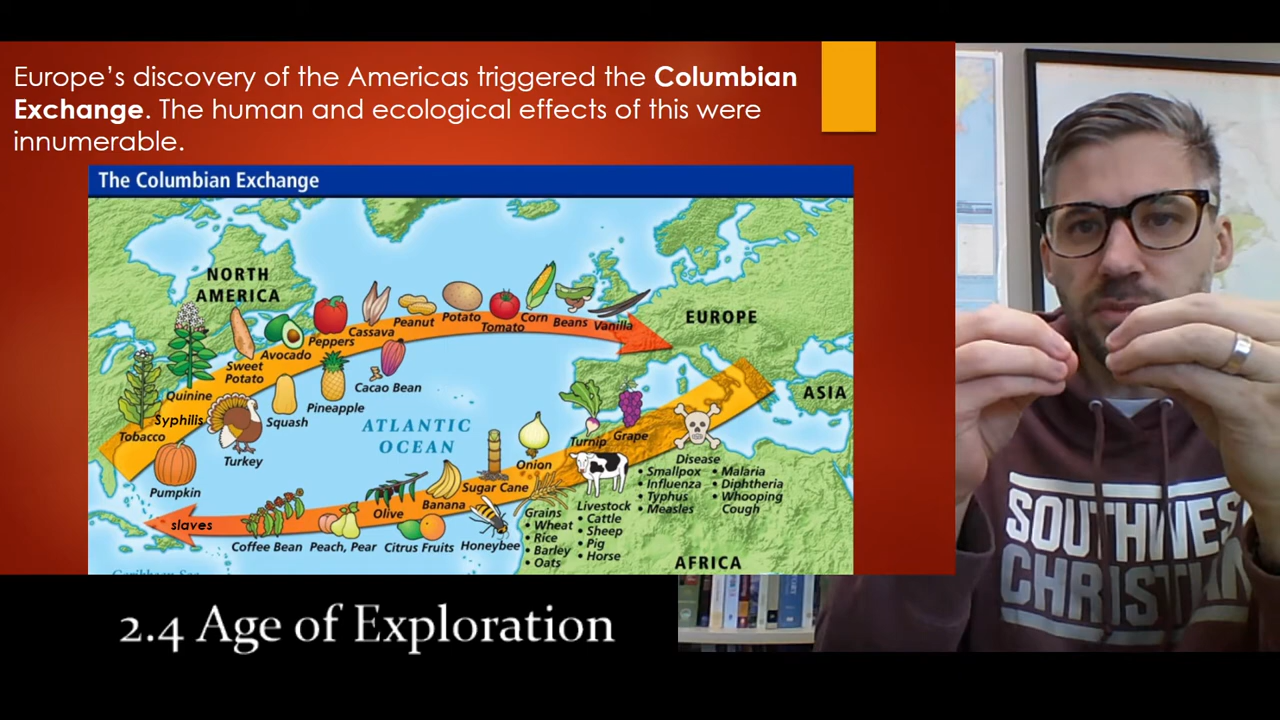 Europe’s discovery of the Americas triggered the Columbian
Exchange. The human and ecological effects of this were
innumerable.
The Columbian Exchange
NORTH
AMERICA
EUROPE
ASIA
AFRICA
ATLANTIC
OCEAN
Tobacco
Quinine
Sweet
Potato
Avocado
Peppers
Cassava
Peanut
Potato
Tomato
Corn
Beans
Vanilla
Syphilis
Pumpkin
Turkey
Squash
Pineapple
Cacao Bean
slaves
Coffee Bean
Peach, Pear
Olive
Citrus Fruits
Banana
Sugar Cane
Honeybee
Onion
Grains
• Wheat
• Rice
• Barley
• Oats
Turnip
Grape
Livestock
• Cattle
• Sheep
• Pig
• Horse
Disease
• Smallpox
• Influenza
• Typhus
• Measles
• Malaria
• Diphtheria
• Whooping
Cough
Caribbean Sea
2.4 Age of Exploration
SOUTHWES
CHRISTIAN